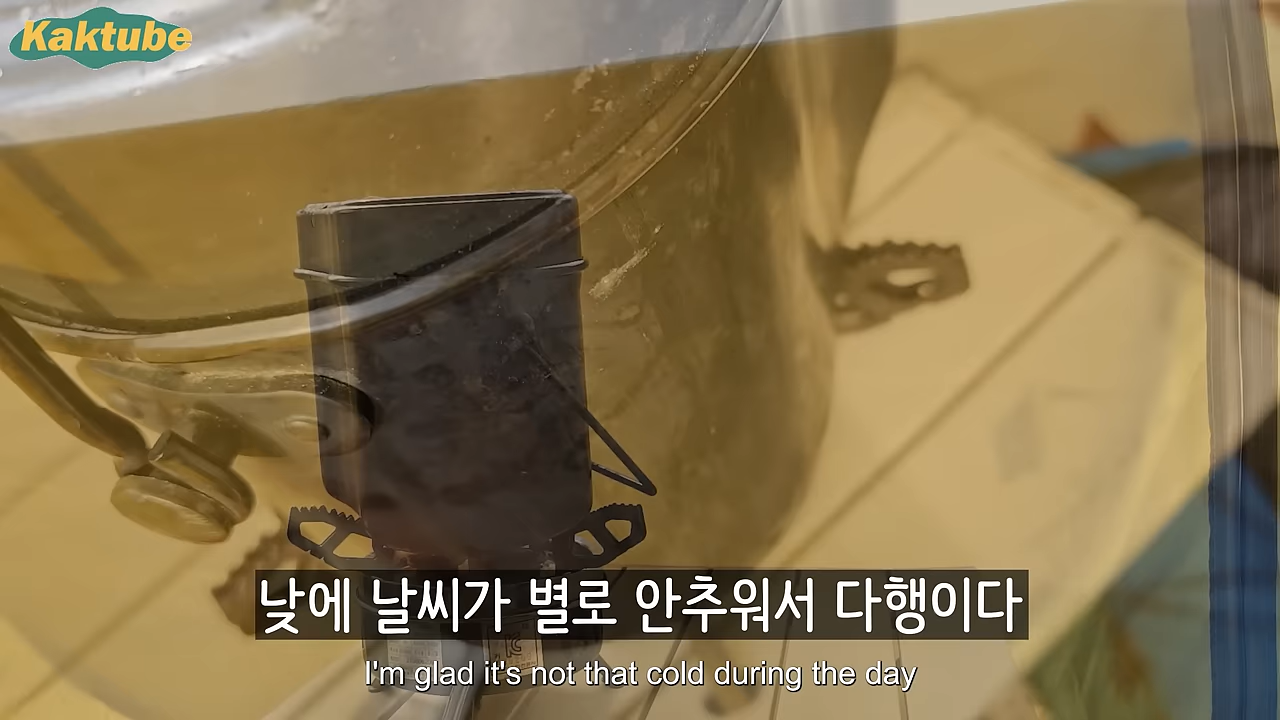 Kaktube
낮에 날씨가 별로 안추워서 다행이다
I'm glad it's not that cold during the day